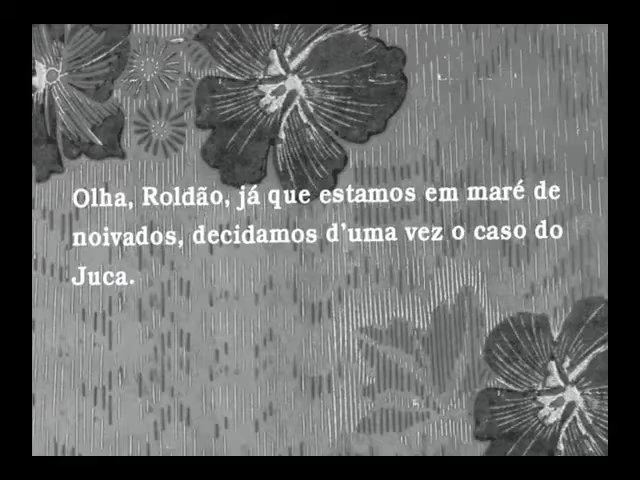 Olha, Roldão, já que estamos em maré de
noivados, decidamos d'uma vez o caso do
Juca.